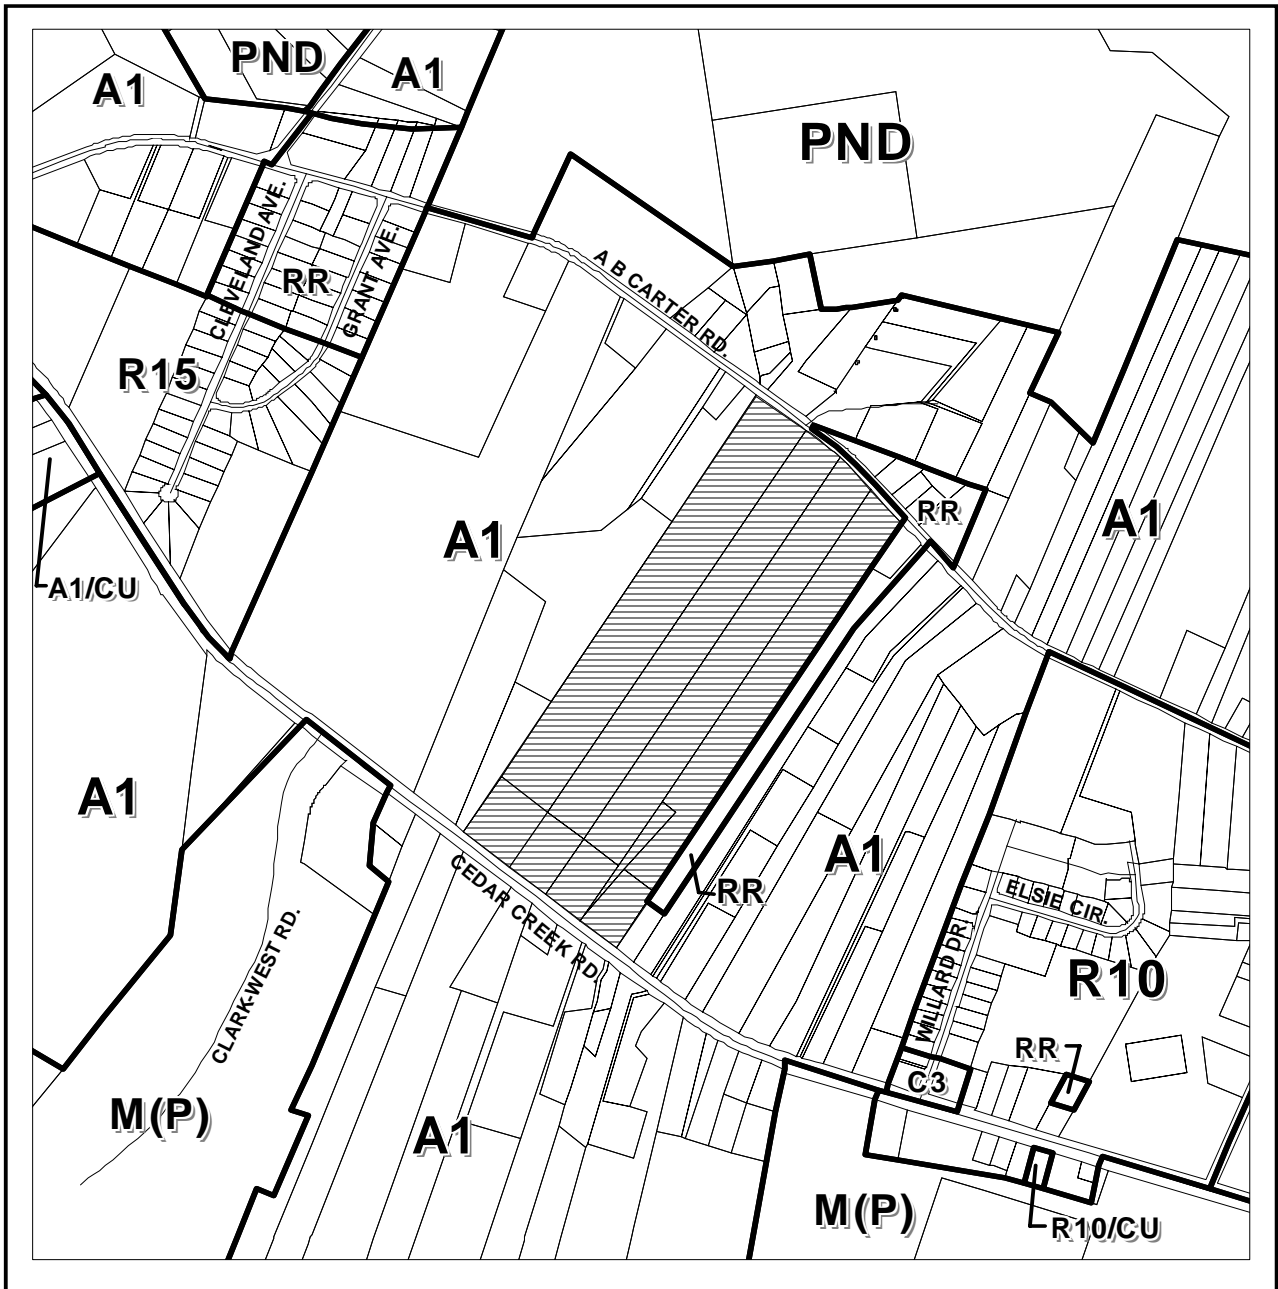 PND
A1
A1
PND
CLEVELAND AVE.
GRANT AVE.
RR
A B CARTER RD.
R15
A1
RR
A1
A1/CU
A1
A1
CEDAR CREEK RD.
RR
ELSIE CIR.
WILLARD DR.
R10
CLARK-WEST RD.
RR
C3
M(P)
A1
M(P)
R10/CU